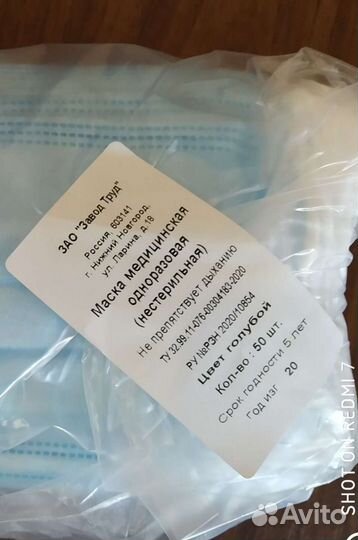 ЗАО "Завод Труд"
Россия, 603141
г. Нижний Новгород,
ул. Ларина, д.18
Маска медицинская
одноразовая
(нестерильная)
Не препятствует дыханию
ТУ 32.99.11-076-00304183-2020
РУ №РЗН 2020/10854
Цвет голубой
Кол-во : 50 шт.
Срок годности 5 лет
Год изг 20
SHOT ON REDMI 7
Avito